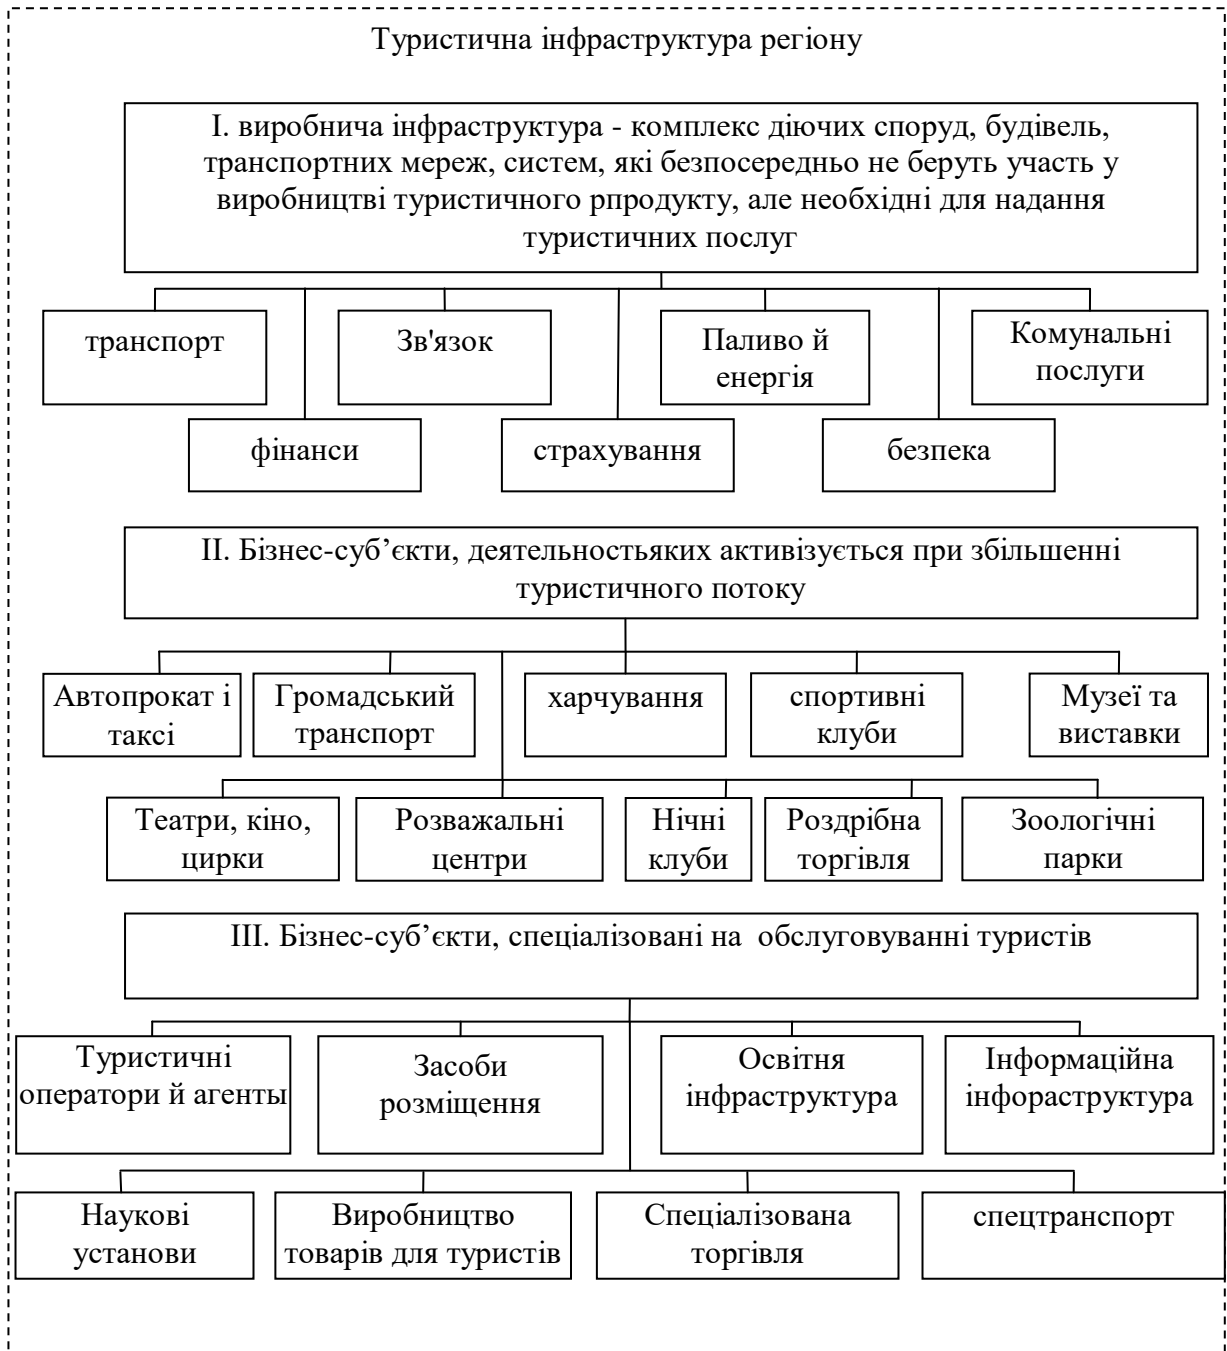 Туристична інфраструктура регіону
І. виробнича інфраструктура - комплекс діючих споруд, будівель,
транспортних мереж, систем, які безпосередньо не беруть участь у
виробництві туристичного рпродукту, але необхідні для надання
туристичних послуг
транспорт
Зв'язок
Паливо й
енергія
Комунальні
послуги
фінанси
страхування
безпека
ІІ. Бізнес-суб’єкти, деятельностьяких активізується при збільшенні
туристичного потоку
Автопрокат і
таксі
Громадський
транспорт
харчування
спортивні
клуби
Музеї та
виставки
Театри, кіно,
цирки
Розважальні
центри
Нічні
клуби
Роздрібна
торгівля
Зоологічні
парки
ІІІ. Бізнес-суб’єкти, спеціалізовані на обслуговуванні туристів
Туристичні
оператори й агенты
Засоби
розміщення
Освітня
інфраструктура
Інформаційна
інфораструктура
Наукові
установи
Виробництво
товарів для туристів
Спеціалізована
торгівля
спецтранспорт